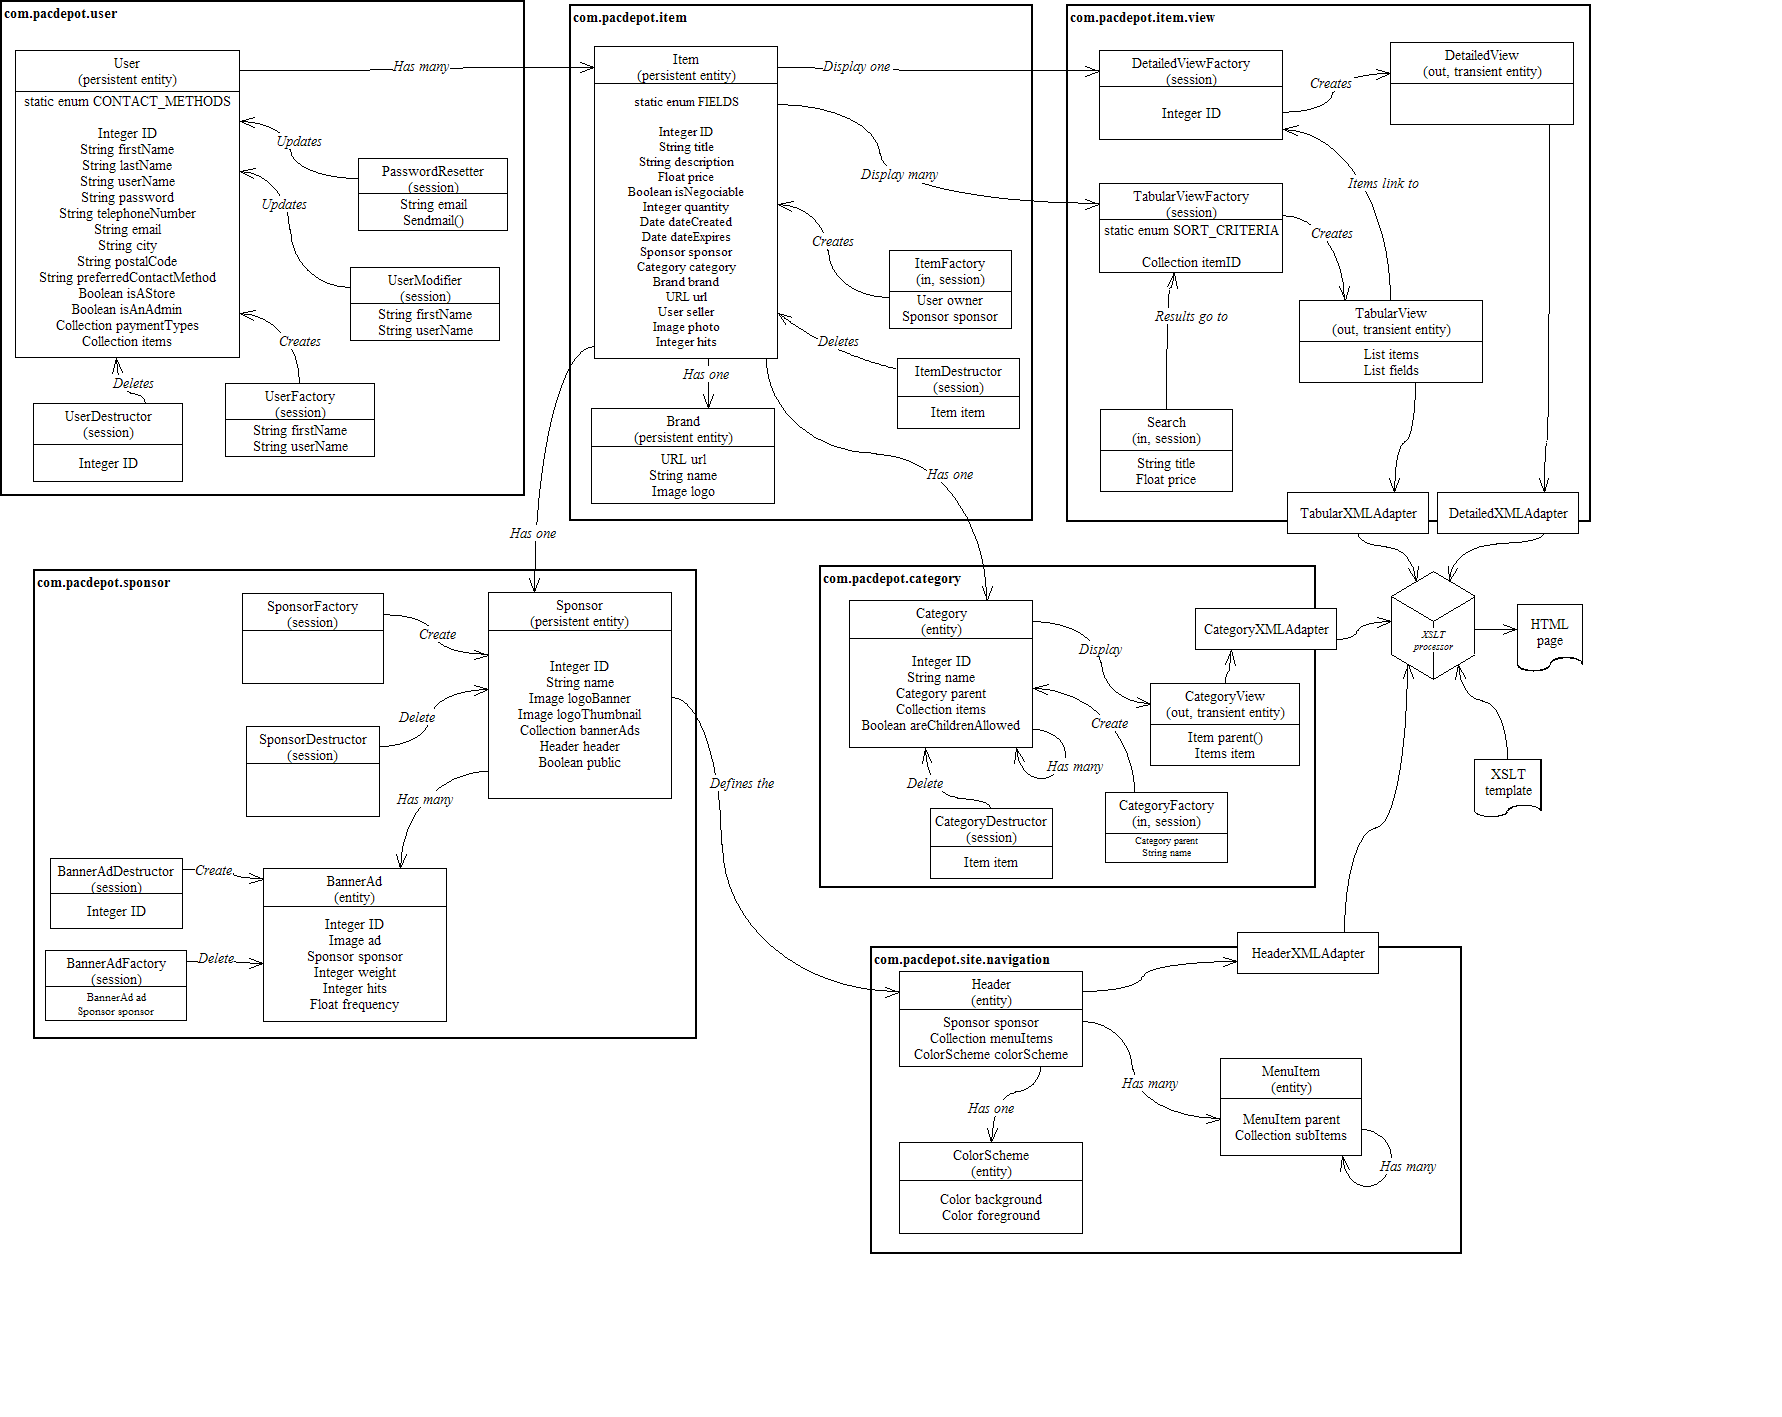 com.pacdepot.user
User
(persistent entity)
static enum CONTACT_METHODS
Integer ID
String firstName
String lastName
String userName
String password
String telephoneNumber
String email
String city
String postalCode
String preferredContactMethod
Boolean isAStore
Boolean isAnAdmin
Collection paymentTypes
Collection items
Has many
Updates
PasswordResetter
(session)
String email
Sendmail()
Updates
UserModifier
(session)
String firstName
String userName
Creates
UserFactory
(session)
String firstName
String userName
Deletes
UserDestructor
(session)
Integer ID
com.pacdepot.item
Item
(persistent entity)
static enum FIELDS
Integer ID
String title
String description
Float price
Boolean isNegociable
Integer quantity
Date dateCreated
Date dateExpires
Sponsor sponsor
Category category
Brand brand
URL url
User seller
Image photo
Integer hits
Display one
Display many
Creates
ItemFactory
(in, session)
User owner
Sponsor sponsor
Deletes
ItemDestructor
(session)
Item item
Has one
Brand
(persistent entity)
URL url
String name
Image logo
Has one
Has one
com.pacdepot.item.view
DetailedViewFactory
(session)
Integer ID
Creates
DetailedView
(out, transient entity)
Items link to
TabularViewFactory
(session)
static enum SORT_CRITERIA
Collection itemID
Creates
Results go to
TabularView
(out, transient entity)
List items
List fields
Search
(in, session)
String title
Float price
TabularXMLAdapter
DetailedXMLAdapter
com.pacdepot.sponsor
SponsorFactory
(session)
Create
Sponsor
(persistent entity)
Integer ID
String name
Image logoBanner
Image logoThumbnail
Collection bannerAds
Header header
Boolean public
Delete
SponsorDestructor
(session)
Has many
Defines the
BannerAdDestructor
(session)
Integer ID
Create
BannerAd
(entity)
Integer ID
Image ad
Sponsor sponsor
Integer weight
Integer hits
Float frequency
BannerAdFactory
(session)
BannerAd ad
Sponsor sponsor
Delete
com.pacdepot.category
Category
(entity)
Integer ID
String name
Category parent
Collection items
Boolean areChildrenAllowed
Display
CategoryXMLAdapter
CategoryView
(out, transient entity)
Item parent()
Items item
Create
Has many
Delete
CategoryDestructor
(session)
Item item
CategoryFactory
(in, session)
Category parent
String name
XSLT
processor
HTML
page
XSLT
template
com.pacdepot.site.navigation
HeaderXMLAdapter
Header
(entity)
Sponsor sponsor
Collection menuItems
ColorScheme colorScheme
Has many
MenuItem
(entity)
MenuItem parent
Collection subItems
Has many
Has one
ColorScheme
(entity)
Color background
Color foreground